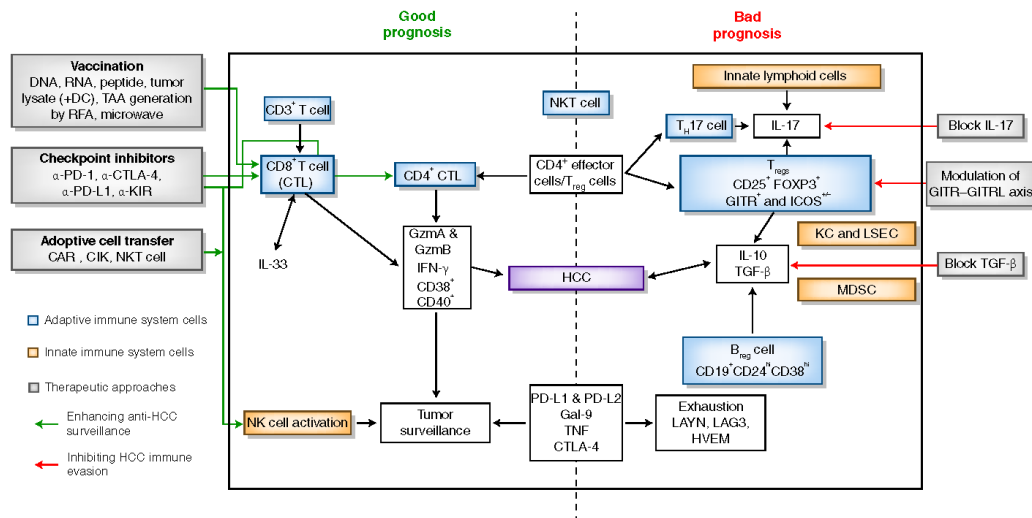 Good
prognosis
Bad
prognosis
Vaccination
DNA, RNA, peptide, tumor
lysate (+DC), TAA generation
by RFA, microwave
Checkpoint inhibitors
α-PD-1, α-CTLA-4,
α-PD-L1, α-KIR
Adoptive cell transfer
CAR , CIK, NKT cell
Adaptive immune system cells
Innate immune system cells
Therapeutic approaches
Enhancing anti-HCC
surveillance
Inhibiting HCC immune
evasion
CD3⁺ T cell
CD8⁺ T cell
(CTL)
IL-33
CD4⁺ CTL
GzmA &
GzmB
IFN-γ
CD38⁺
CD40⁺
NK cell activation
Tumor
surveillance
NKT cell
CD4⁺ effector
cells/T reg cells
HCC
PD-L1 & PD-L2
Gal-9
TNF
CTLA-4
Innate lymphoid cells
TH17 cell
IL-17
Tregs
CD25⁺ FOXP3⁺
GITR⁺ and ICOS⁺/⁻
KC and LSEC
IL-10
TGF-β
MDSC
Breg cell
CD19⁺CD24ʰⁱCD38ʰⁱ
Exhaustion
LAYN, LAG3,
HVEM
Block IL-17
Modulation of
GITR–GITRL axis
Block TGF-β